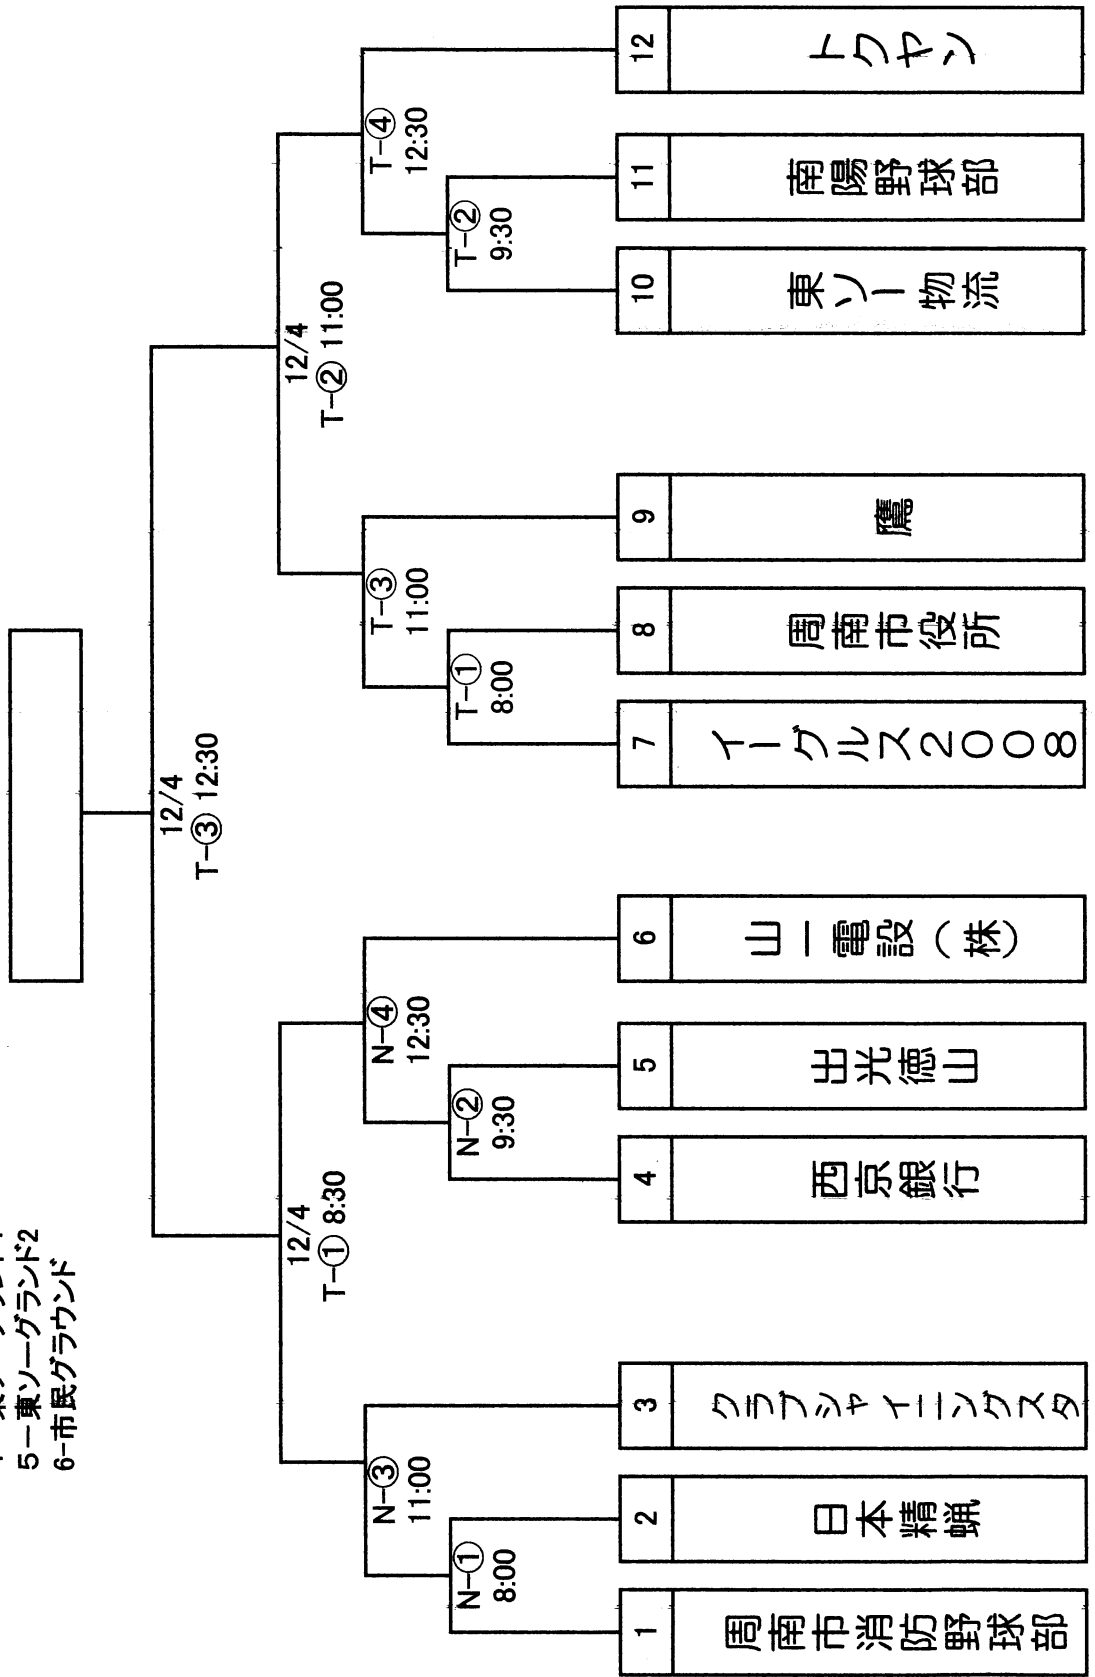 5ー東ソーグランド2
6-市民グラウンド
12/4
T-③ 12:30
12/4
T-① 8:30
12/4
T-② 11:00
N-③
11:00
N-④
12:30
T-③
11:00
T-④
12:30
N-①
8:00
N-②
9:30
T-①
8:00
T-②
9:30
1 周南市消防野球部
2 日本精蝋
3 クラブシャイニングスタ
4 西京銀行
5 出光徳山
6 山一電設（株）
7 イーグルス２００８
8 周南市役所
9 鷹
10 東ソー物流
11 南陽野球部
12 トクヤン